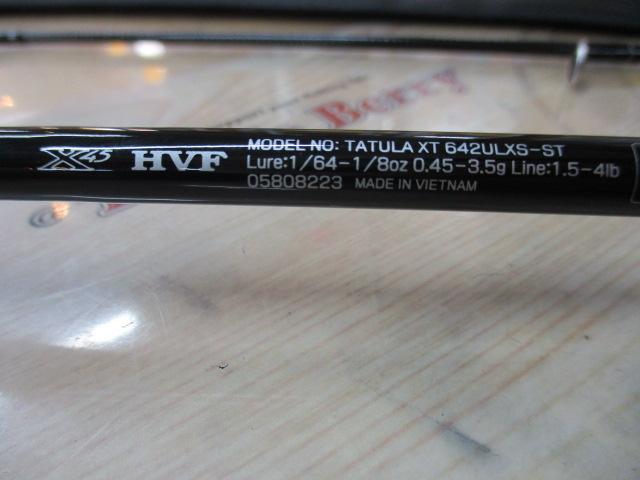 Berry
X45 HVF
MODEL NO: TATULA XT 642ULXS-ST
Lure:1/64-1/8oz 0.45-3.5g Line:1.5-4lb
05808223 MADE IN VIETNAM